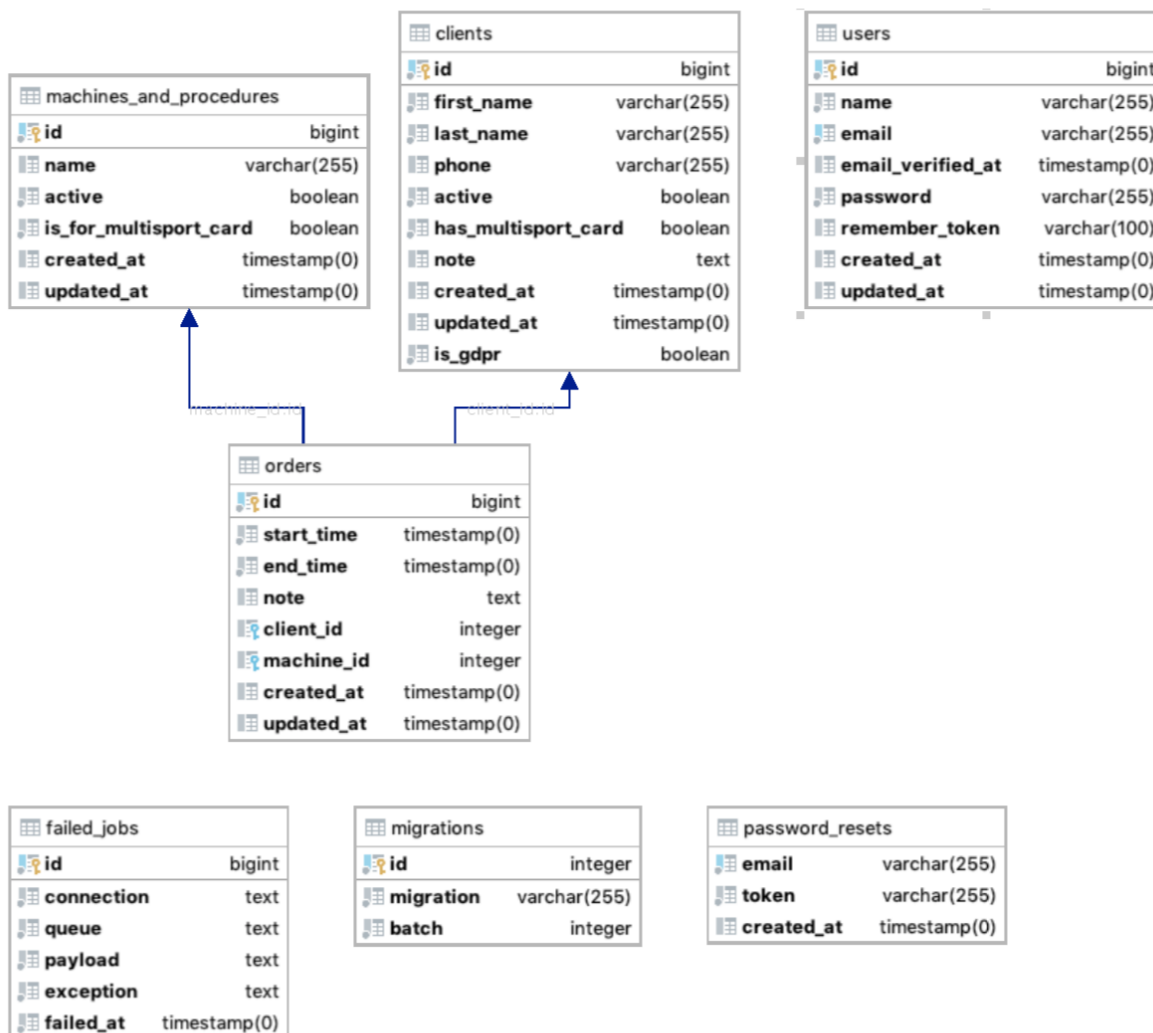 machines_and_procedures
id bigint
name varchar(255)
active boolean
is_for_multisport_card boolean
created_at timestamp(0)
updated_at timestamp(0)
clients
id bigint
first_name varchar(255)
last_name varchar(255)
phone varchar(255)
active boolean
has_multisport_card boolean
note text
created_at timestamp(0)
updated_at timestamp(0)
is_gdpr boolean
users
id bigint
name varchar(255)
email varchar(255)
email_verified_at timestamp(0)
password varchar(255)
remember_token varchar(100)
created_at timestamp(0)
updated_at timestamp(0)
machine_id:id
client_id:id
orders
id bigint
start_time timestamp(0)
end_time timestamp(0)
note text
client_id integer
machine_id integer
created_at timestamp(0)
updated_at timestamp(0)
failed_jobs
id bigint
connection text
queue text
payload text
exception text
failed_at timestamp(0)
migrations
id integer
migration varchar(255)
batch integer
password_resets
email varchar(255)
token varchar(255)
created_at timestamp(0)